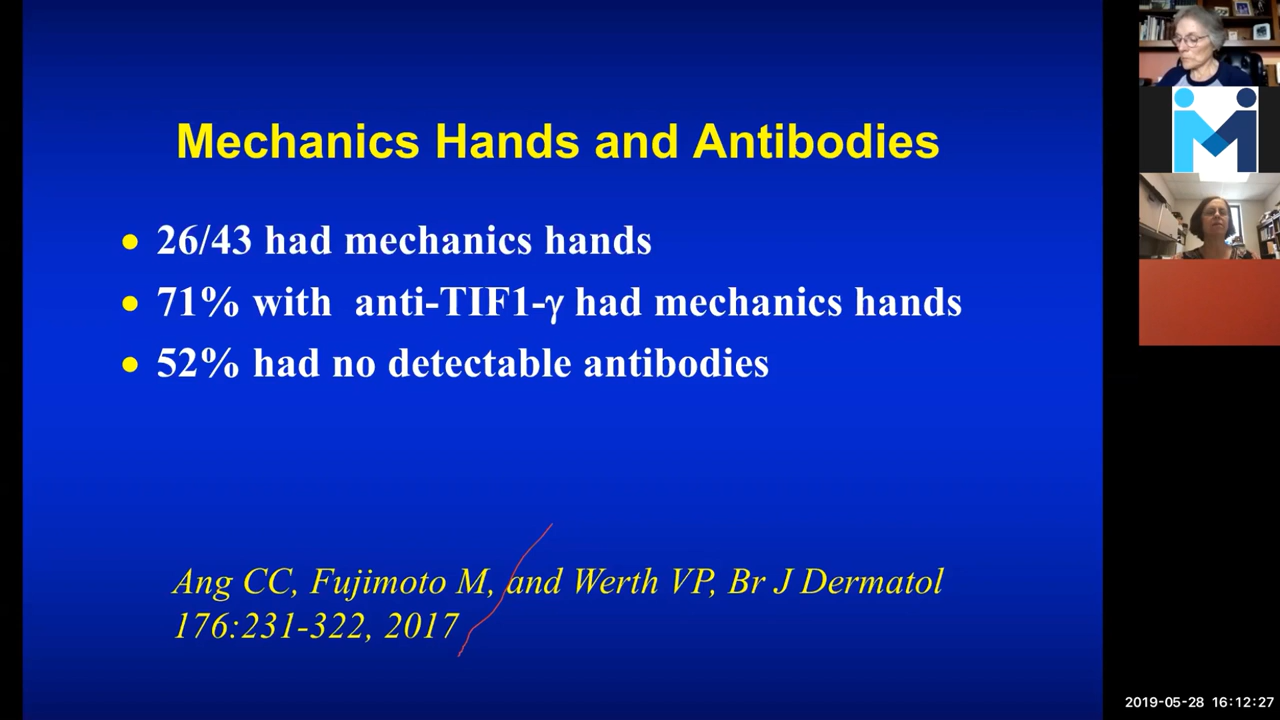 Mechanics Hands and Antibodies
• 26/43 had mechanics hands
• 71% with anti-TIF1-γ had mechanics hands
• 52% had no detectable antibodies
Ang CC, Fujimoto M, and Werth VP, Br J Dermatol
176:231-322, 2017
2019-05-28 16:12:27